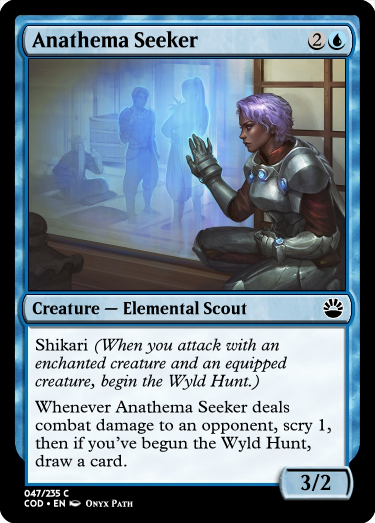 Anathema Seeker 2
Creature — Elemental Scout
Shikari (When you attack with an
enchanted creature and an equipped
creature, begin the Wyld Hunt.)
Whenever Anathema Seeker deals
combat damage to an opponent, scry 1,
then if you've begun the Wyld Hunt,
draw a card.
3/2
047/235 C
COD • EN Onyx Path